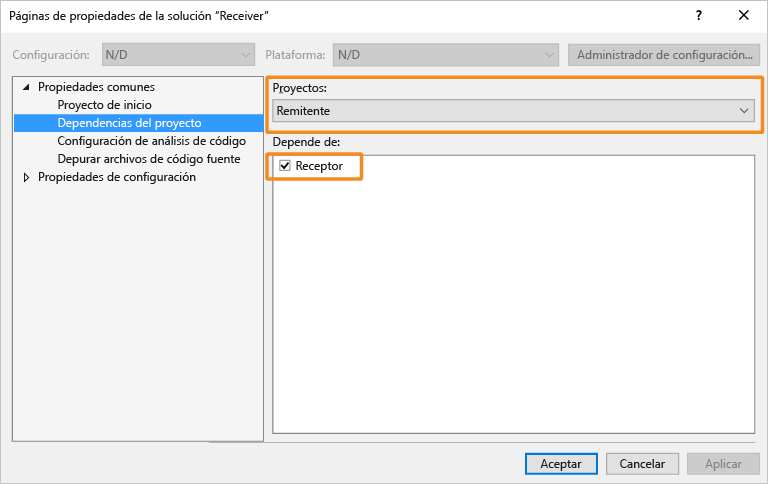 Páginas de propiedades de la solución “Receiver”
?
Configuración:
N/D
Plataforma:
N/D
Administrador de configuración...
Propiedades comunes
Proyecto de inicio
Dependencias del proyecto
Configuración de análisis de código
Depurar archivos de código fuente
Propiedades de configuración
Proyectos:
Remitente
Depende de:
Receptor
Aceptar
Cancelar
Aplicar